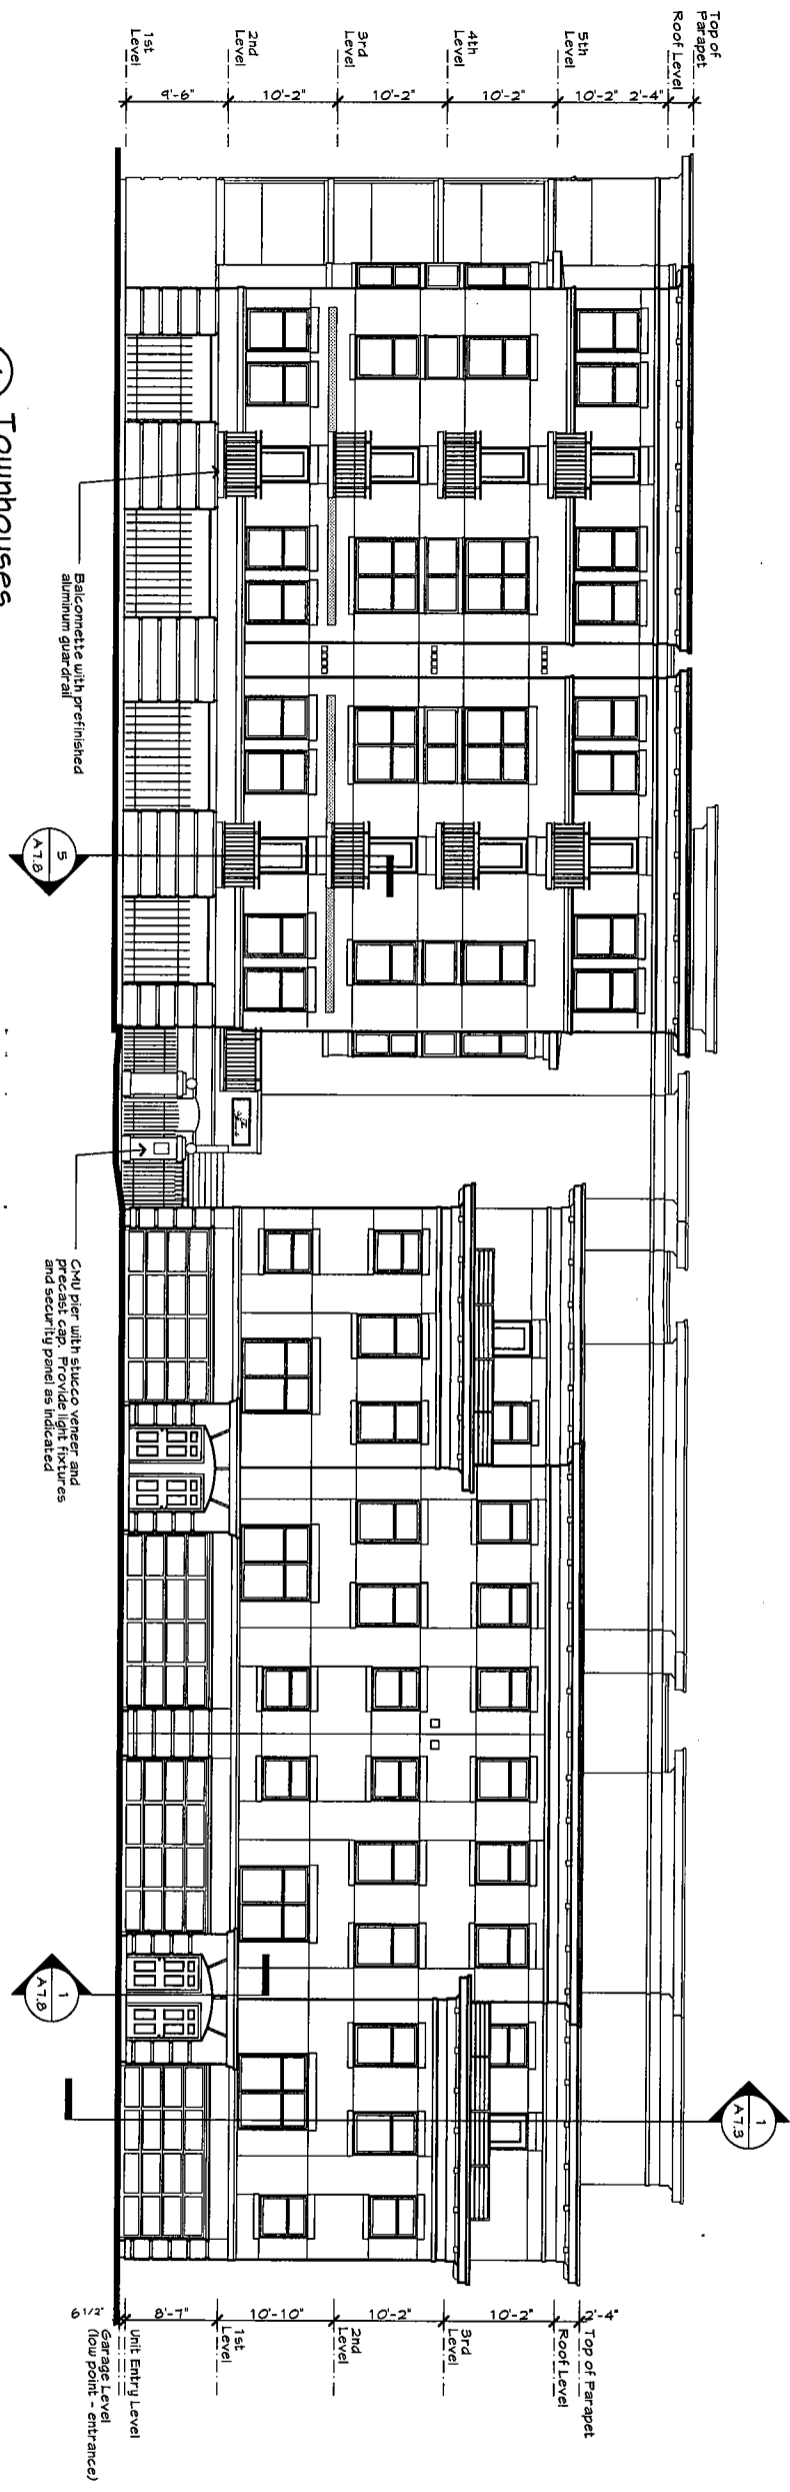 Top of
Parapet
Roof Level
5th
Level
4th
Level
3rd
Level
2nd
Level
1st
Level
2'-4"
10'-2"
10'-2"
10'-2"
10'-2"
9'-6"
Balconnette with prefinished
aluminum guardrail
5
A7.8
CMU pier with stucco veneer and
precast cap. Provide light fixtures
and security panel as indicated
1
A7.8
1
A7.3
2'-4"
10'-2"
10'-2"
10'-10"
8'-7"
6 1/2"
Top of Parapet
Roof Level
3rd
Level
2nd
Level
1st
Level
Unit Entry Level
Garage Level
(low point - entrance)
Townhouses